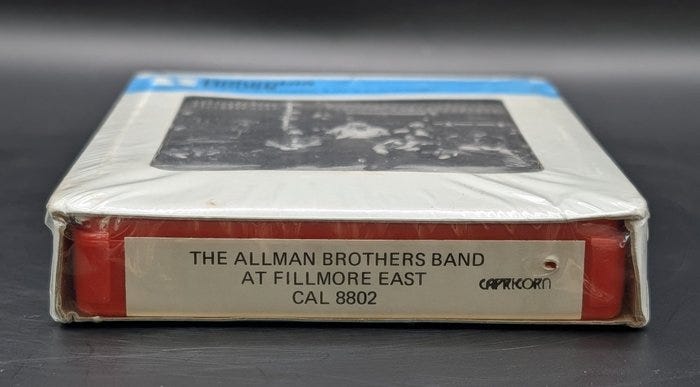 THE ALLMAN BROTHERS BAND
AT FILLMORE EAST
CAL 8802
CAPRICORN